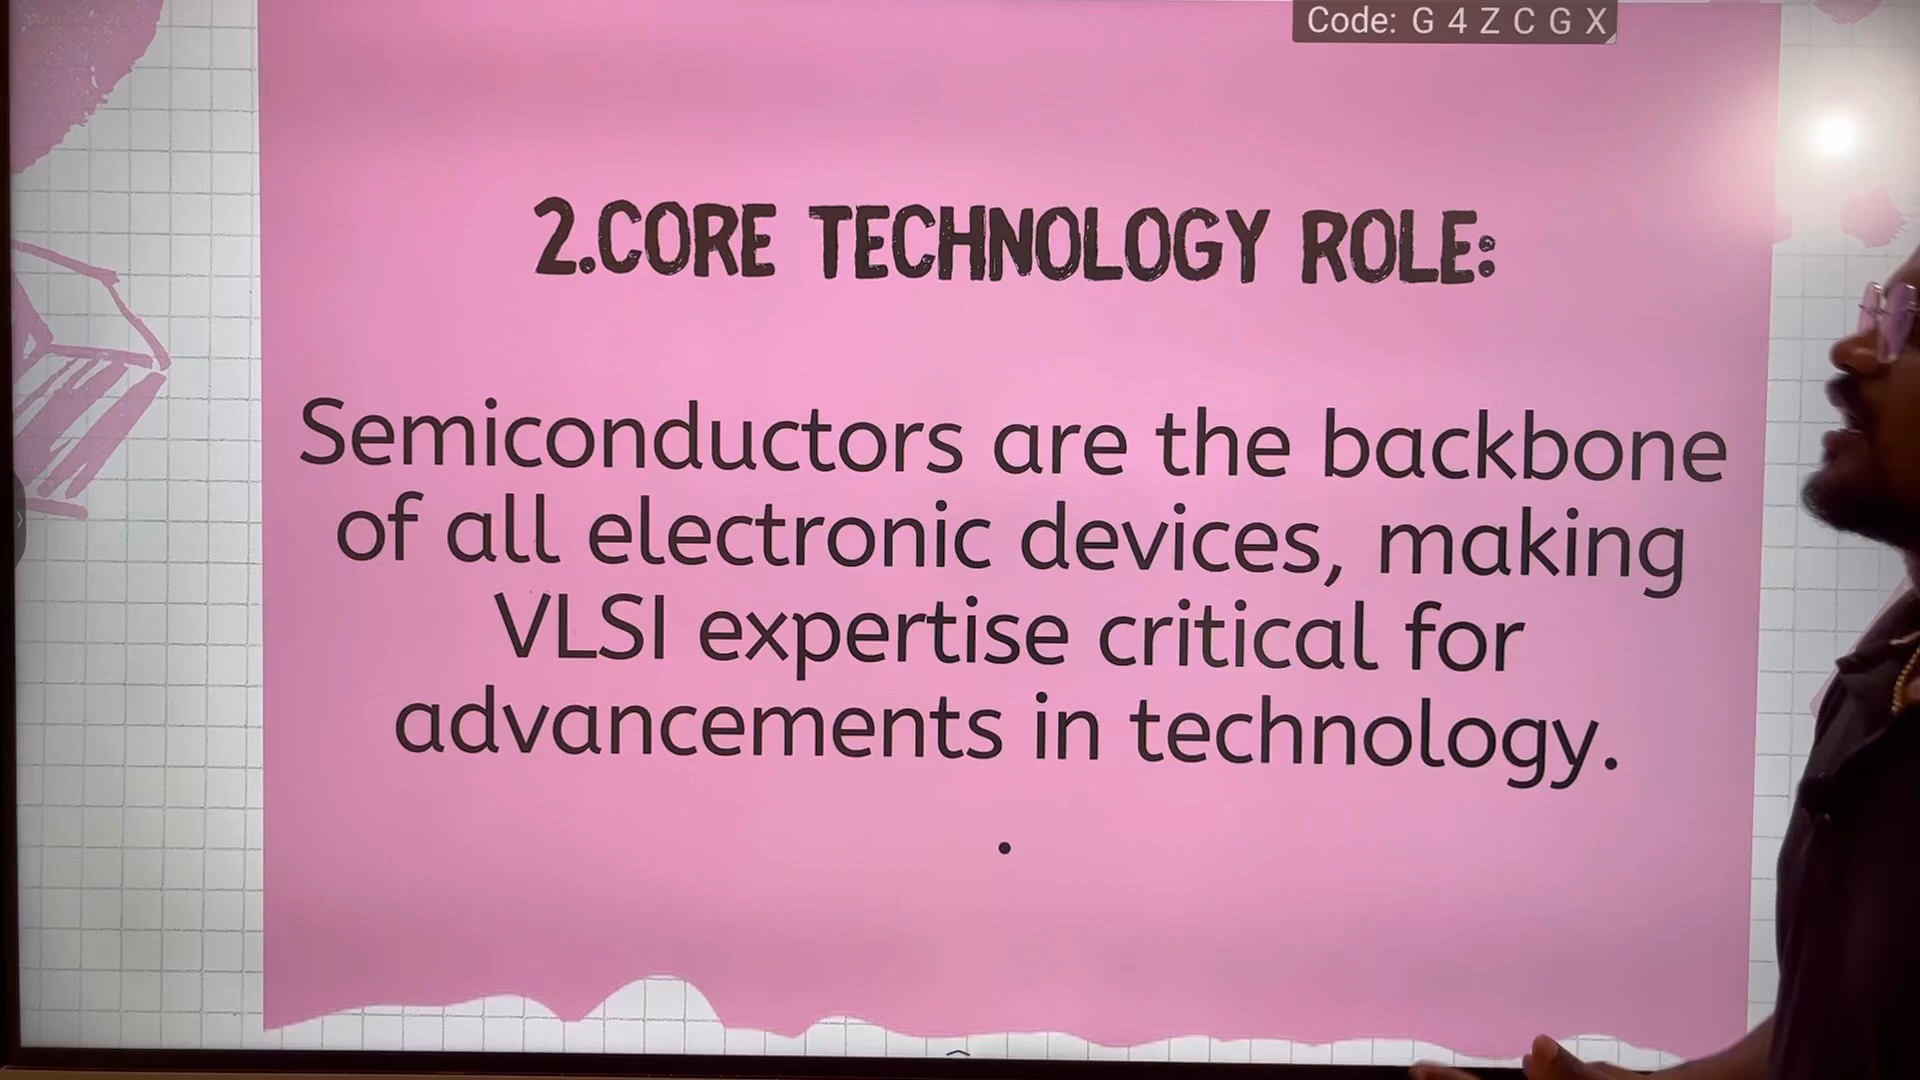 Code: G 4 Z C G X
2.CORE TECHNOLOGY ROLE:
Semiconductors are the backbone
of all electronic devices, making
VLSI expertise critical for
advancements in technology.
.